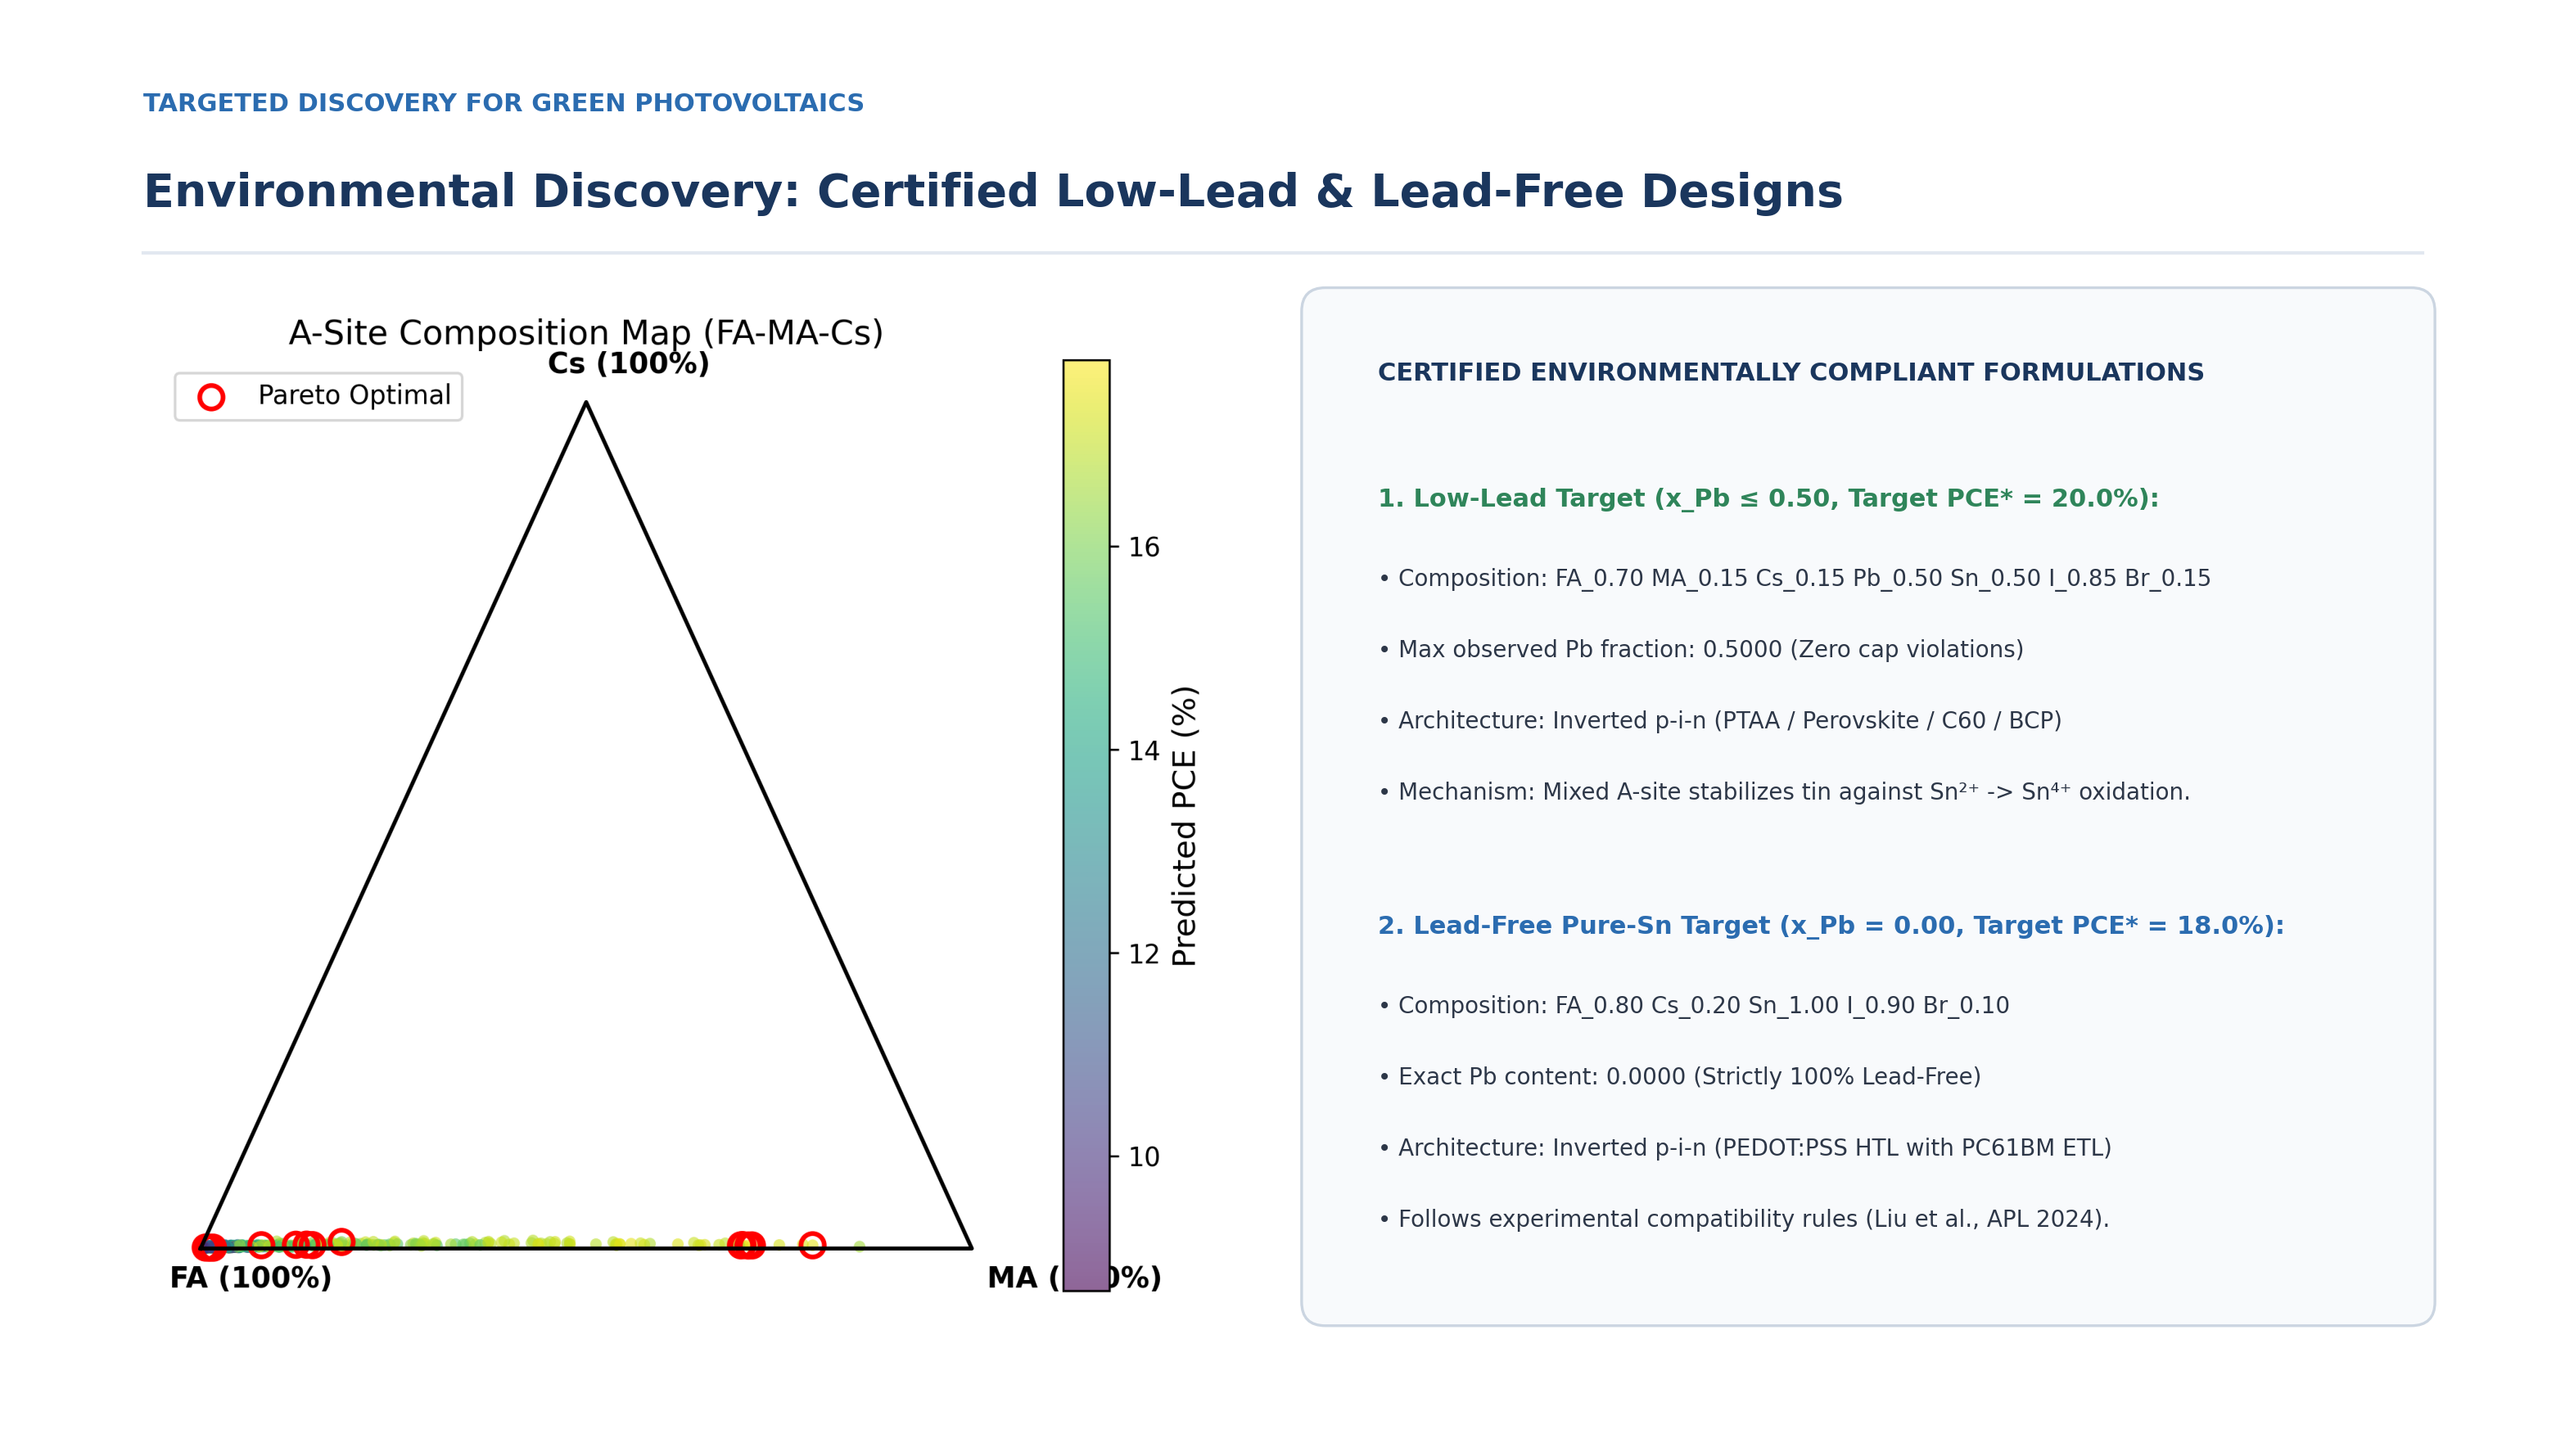 TARGETED DISCOVERY FOR GREEN PHOTOVOLTAICS
Environmental Discovery: Certified Low-Lead & Lead-Free Designs
A-Site Composition Map (FA-MA-Cs)
Cs (100%)
Pareto Optimal
FA (100%)
MA ( 0%)
16
14
12
10
Predicted PCE (%)
CERTIFIED ENVIRONMENTALLY COMPLIANT FORMULATIONS
1. Low-Lead Target (x_Pb ≤ 0.50, Target PCE* = 20.0%):
• Composition: FA_0.70 MA_0.15 Cs_0.15 Pb_0.50 Sn_0.50 I_0.85 Br_0.15
• Max observed Pb fraction: 0.5000 (Zero cap violations)
• Architecture: Inverted p-i-n (PTAA / Perovskite / C60 / BCP)
• Mechanism: Mixed A-site stabilizes tin against Sn²⁺ -> Sn⁴⁺ oxidation.
2. Lead-Free Pure-Sn Target (x_Pb = 0.00, Target PCE* = 18.0%):
• Composition: FA_0.80 Cs_0.20 Sn_1.00 I_0.90 Br_0.10
• Exact Pb content: 0.0000 (Strictly 100% Lead-Free)
• Architecture: Inverted p-i-n (PEDOT:PSS HTL with PC61BM ETL)
• Follows experimental compatibility rules (Liu et al., APL 2024).